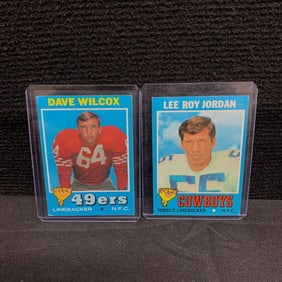 DAVE WILCOX
64
49ers
LINEBACKER ★ N.F.C.
LEE ROY JORDAN
55
COWBOYS
MIDDLE LINEBACKER ★ N.F.C.